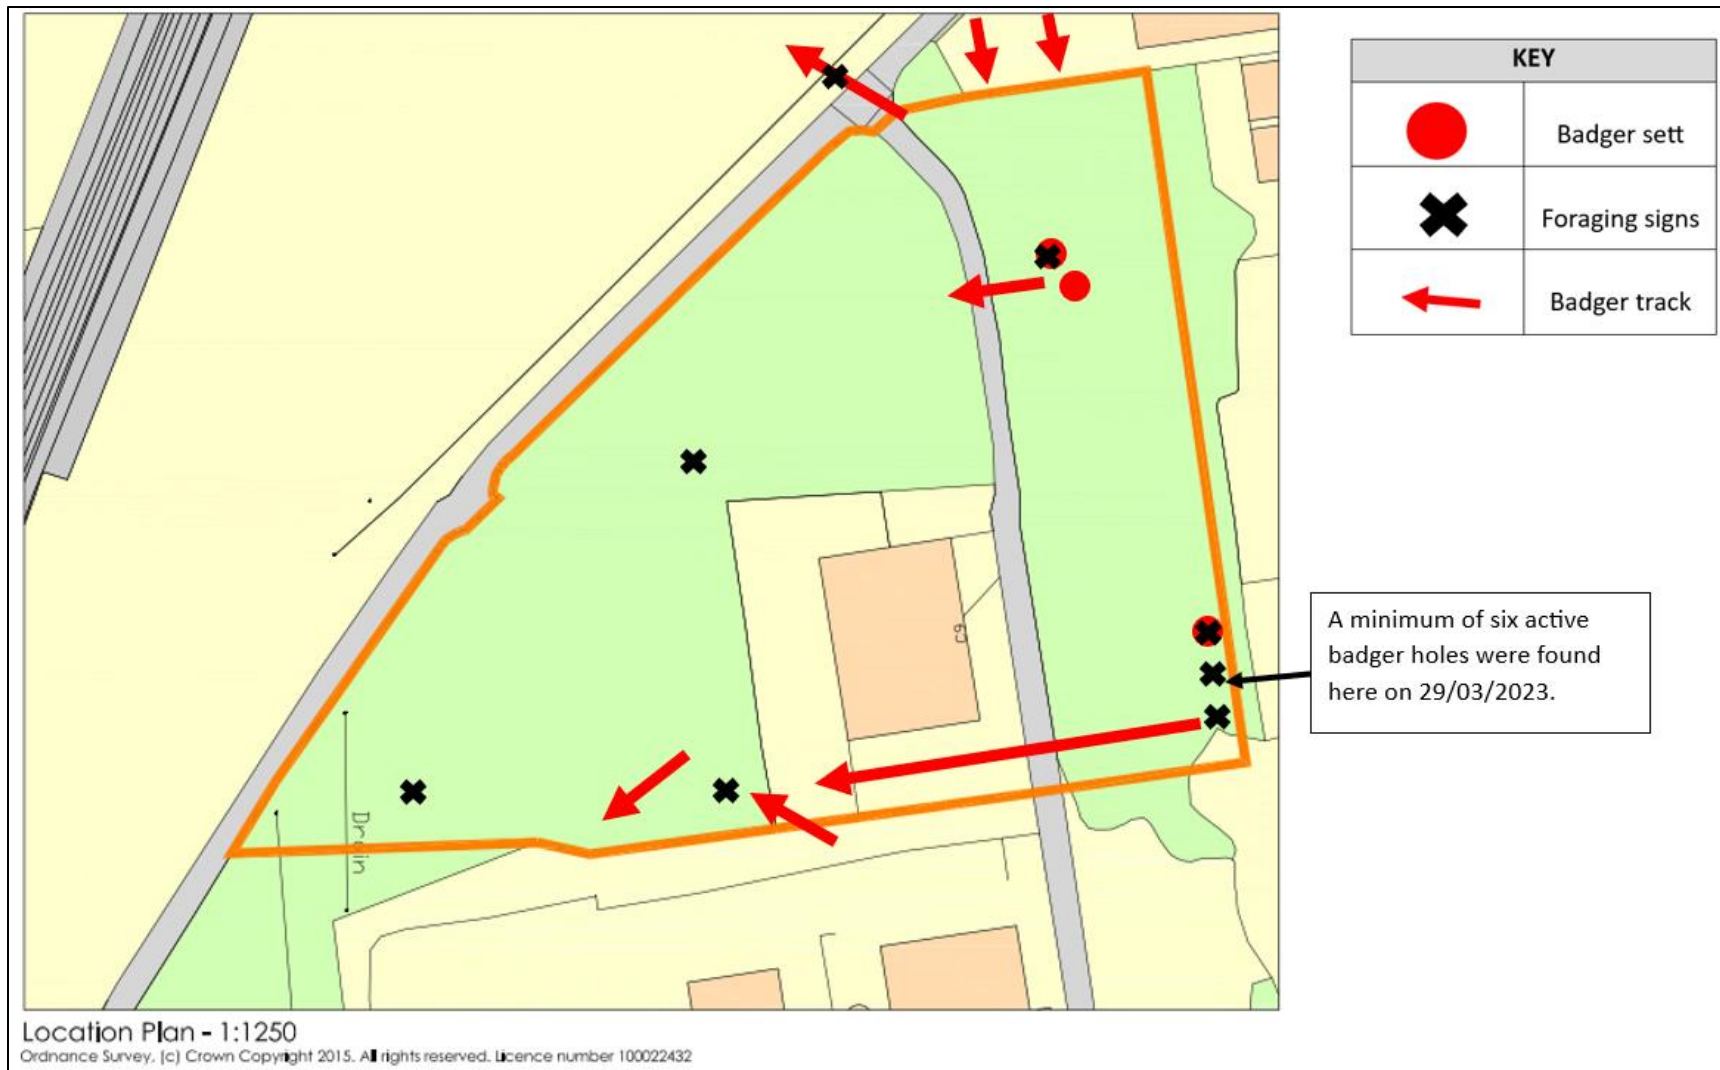 KEY
Badger sett
Foraging signs
Badger track
63
A minimum of six active
badger holes were found
here on 29/03/2023.
Drain
Location Plan - 1:1250
Ordnance Survey, (c) Crown Copyright 2015. All rights reserved. Licence number 100022432